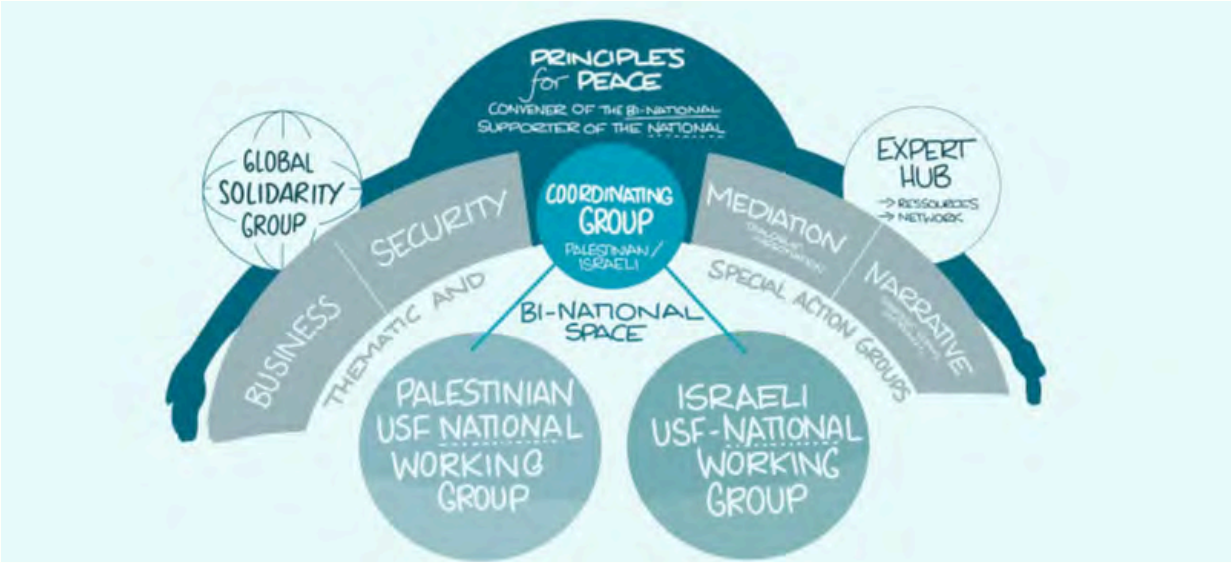 PRINCIPLES
for PEACE
CONVENER OF THE BI-NATIONAL
SUPPORTER OF THE NATIONAL
GLOBAL
SOLIDARITY
GROUP
EXPERT
HUB
→ RESSOURCES
→ NETWORK
COORDINATING
GROUP
PALESTINIAN /
ISRAELI
BUSINESS
SECURITY
MEDIATION
NARRATIVE
THEMATIC AND
SPECIAL ACTION GROUPS
BI-NATIONAL
SPACE
PALESTINIAN
USF NATIONAL
WORKING
GROUP
ISRAELI
USF-NATIONAL
WORKING
GROUP